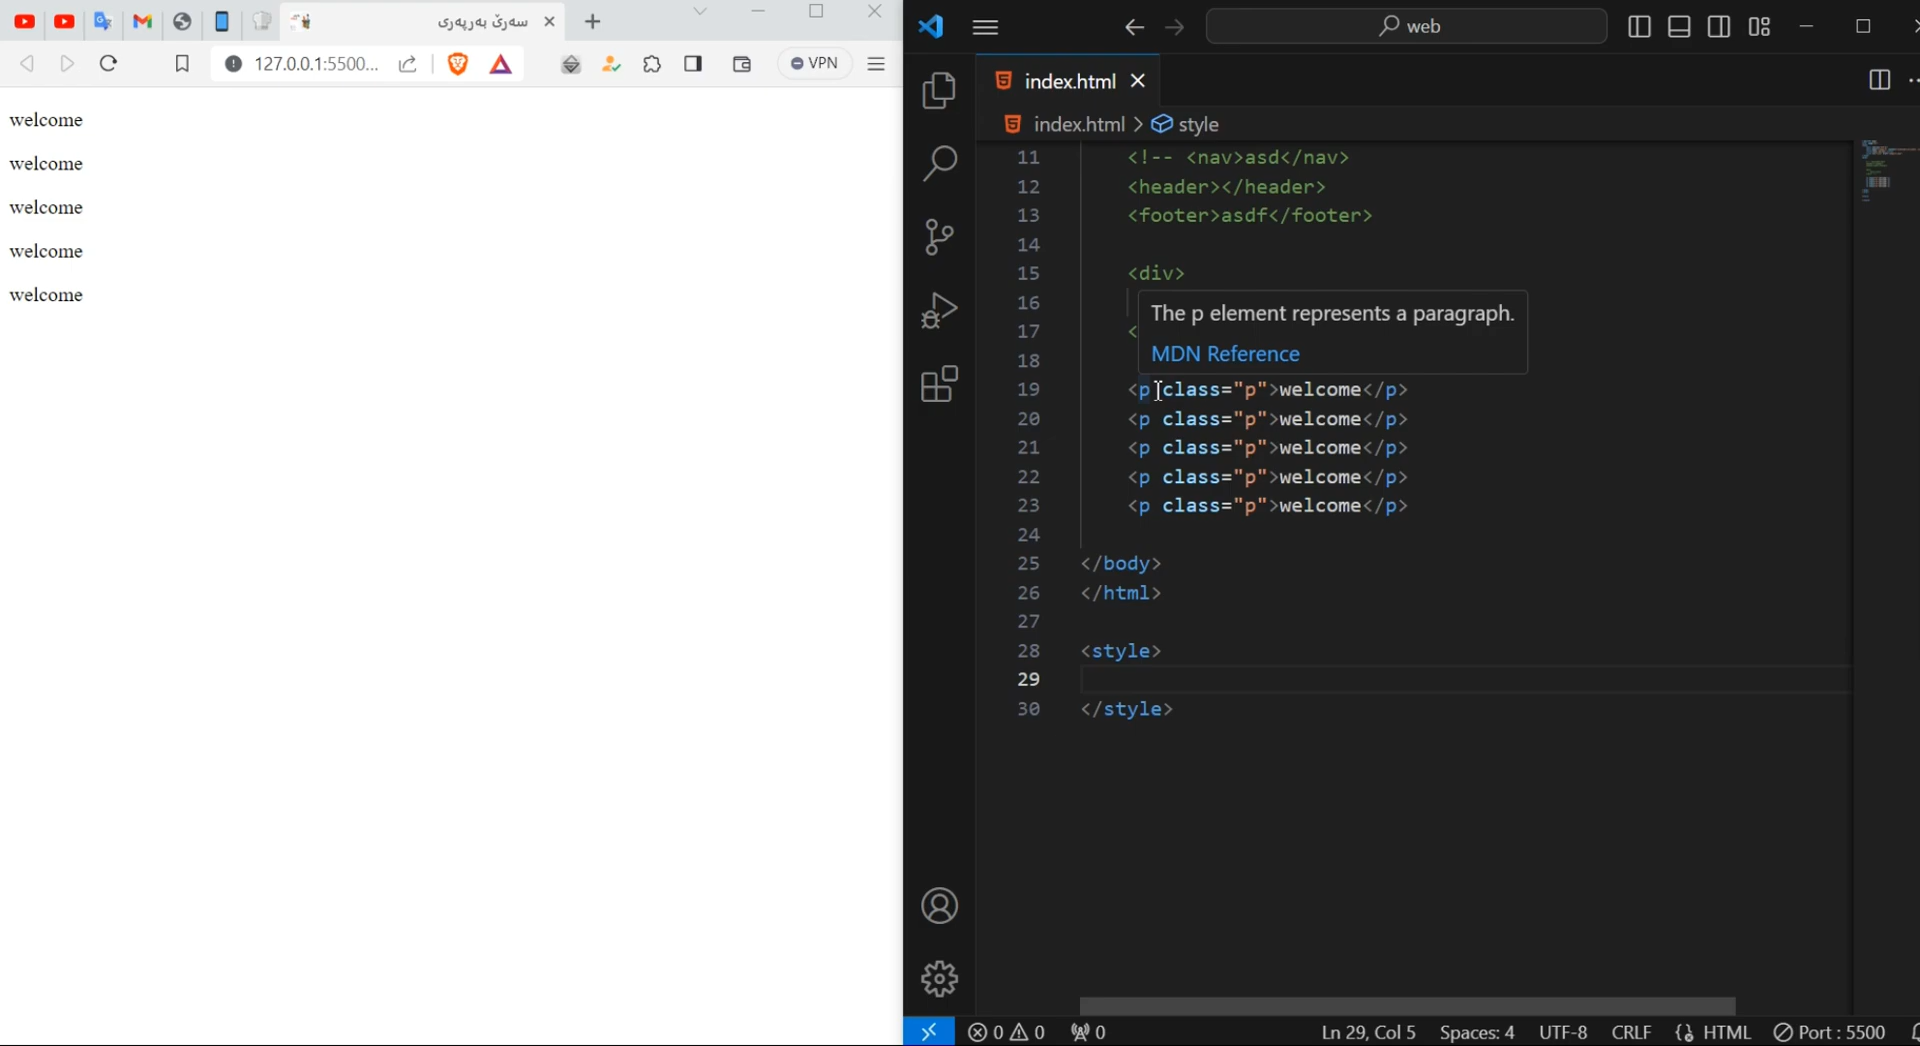 سەرێ بەرپەری
127.0.0.1:5500...
VPN
welcome
welcome
welcome
welcome
welcome
web
index.html
index.html > style
11 <!-- <nav>asd</nav>
12 <header></header>
13 <footer>asdf</footer>
14
15 <div>
16
17 <
18
The p element represents a paragraph.
MDN Reference
19 <p class="p">welcome</p>
20 <p class="p">welcome</p>
21 <p class="p">welcome</p>
22 <p class="p">welcome</p>
23 <p class="p">welcome</p>
24
25 </body>
26 </html>
27
28 <style>
29
30 </style>
0 0 0 Ln 29, Col 5 Spaces: 4 UTF-8 CRLF HTML Port : 5500